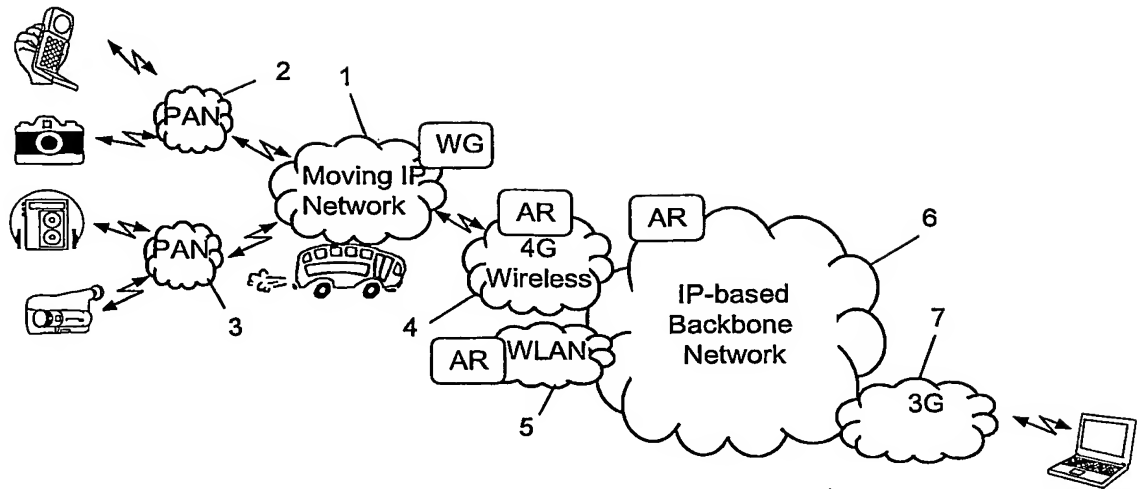 2
1
PAN
WG
Moving IP
Network
AR
AR
6
4G
Wireless
PAN
IP-based
Backbone
Network
3
4
7
AR
WLAN
3G
5